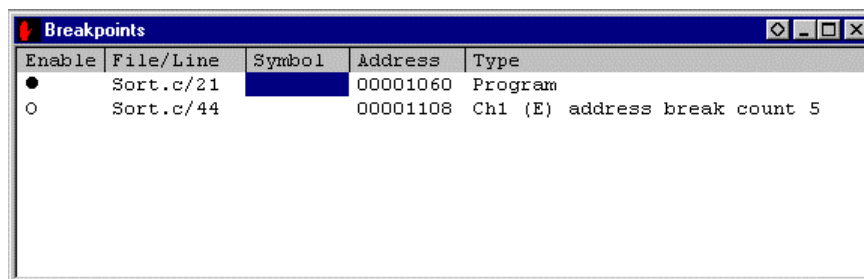 Breakpoints
Enable File/Line Symbol Address Type
Sort.c/21 00001060 Program
Sort.c/44 00001108 Ch1 (E) address break count 5